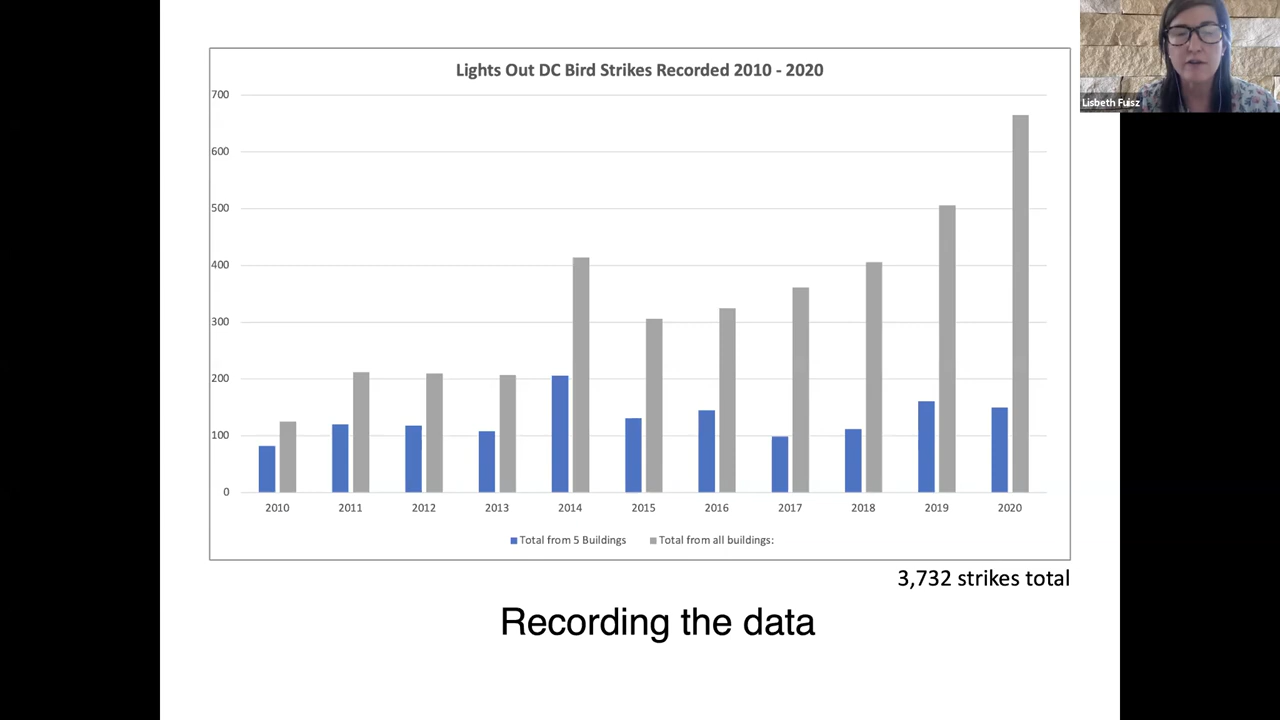 Lights Out DC Bird Strikes Recorded 2010 - 2020
700
600
500
400
300
200
100
0
2010 2011 2012 2013 2014 2015 2016 2017 2018 2019 2020
Total from 5 Buildings Total from all buildings:
3,732 strikes total
Recording the data
Lisbeth Fuisz